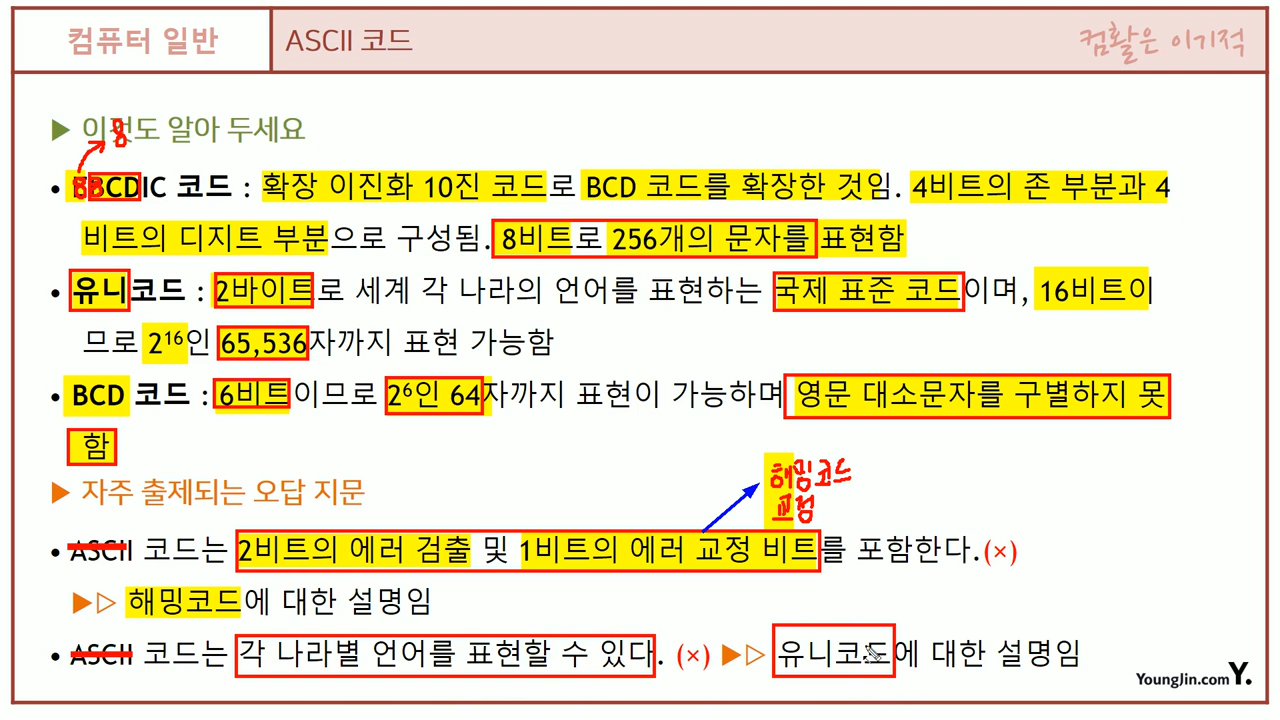 컴퓨터 일반
ASCII 코드
컴활은 이기적
▶ 이것도 알아 두세요
8
• EBCDIC 코드 : 확장 이진화 10진 코드로 BCD 코드를 확장한 것임. 4비트의 존 부분과 4
비트의 디지트 부분으로 구성됨. 8비트로 256개의 문자를 표현함
• 유니코드 : 2바이트로 세계 각 나라의 언어를 표현하는 국제 표준 코드이며, 16비트이
므로 2¹⁶인 65,536자까지 표현 가능함
• BCD 코드 : 6비트이므로 2⁶인 64자까지 표현이 가능하며 영문 대소문자를 구별하지 못
함
해밍코드
교정
▶ 자주 출제되는 오답 지문
• ASCII 코드는 2비트의 에러 검출 및 1비트의 에러 교정 비트를 포함한다.(×)
▶▷ 해밍코드에 대한 설명임
• ASCII 코드는 각 나라별 언어를 표현할 수 있다. (×) ▶▷ 유니코드에 대한 설명임
YoungJin.com Y.